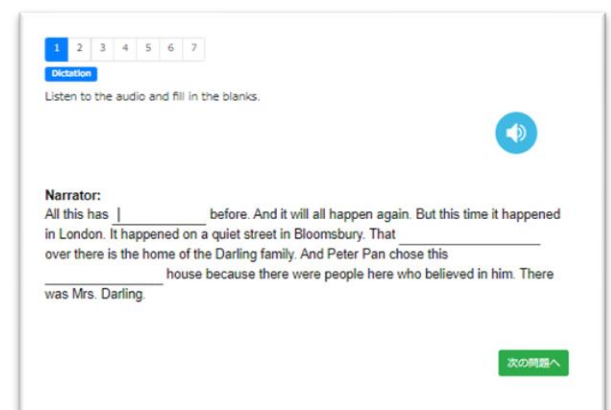 1 2 3 4 5 6 7
Dictation
Listen to the audio and fill in the blanks.
Narrator:
All this has | ____________ before. And it will all happen again. But this time it happened
in London. It happened on a quiet street in Bloomsbury. That ____________________
over there is the home of the Darling family. And Peter Pan chose this
________________ house because there were people here who believed in him. There
was Mrs. Darling.
次の問題へ